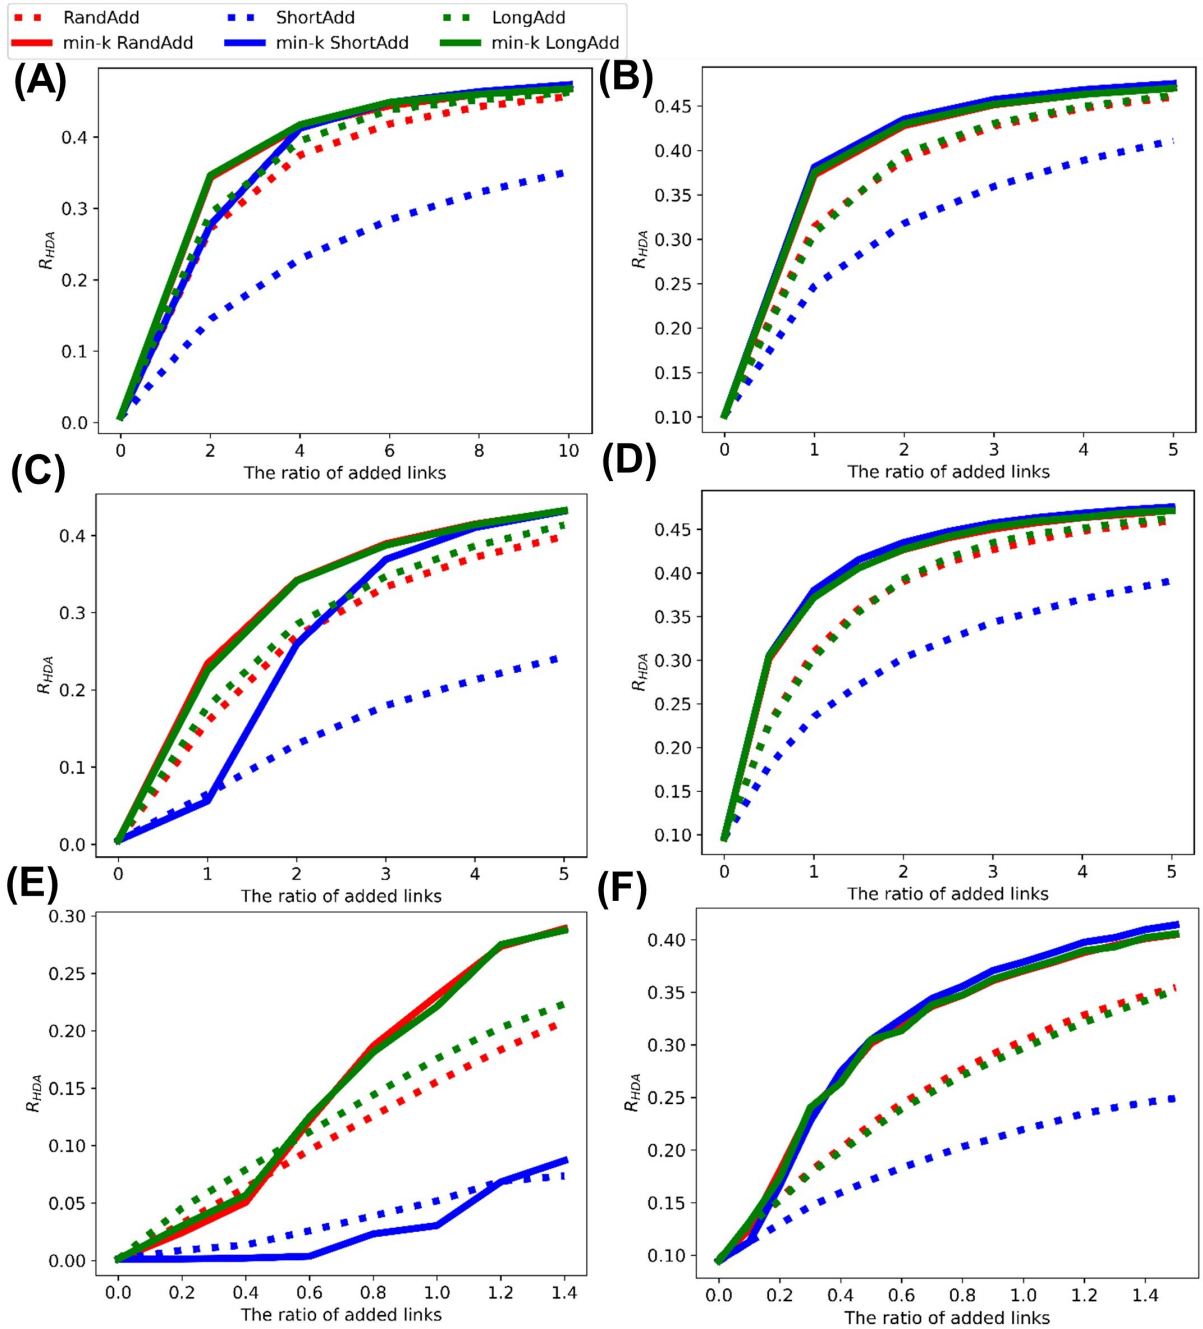 RandAdd ShortAdd LongAdd
min-k RandAdd min-k ShortAdd min-k LongAdd
(A)
0.4
0.3
0.2
0.1
0.0
R_HDA
0 2 4 6 8 10
The ratio of added links
(B)
0.45
0.40
0.35
0.30
0.25
0.20
0.15
0.10
R_HDA
0 1 2 3 4 5
The ratio of added links
(C)
0.4
0.3
0.2
0.1
0.0
R_HDA
0 1 2 3 4 5
The ratio of added links
(D)
0.45
0.40
0.35
0.30
0.25
0.20
0.15
0.10
R_HDA
0 1 2 3 4 5
The ratio of added links
(E)
0.30
0.25
0.20
0.15
0.10
0.05
0.00
R_HDA
0.0 0.2 0.4 0.6 0.8 1.0 1.2 1.4
The ratio of added links
(F)
0.40
0.35
0.30
0.25
0.20
0.15
0.10
R_HDA
0.0 0.2 0.4 0.6 0.8 1.0 1.2 1.4
The ratio of added links